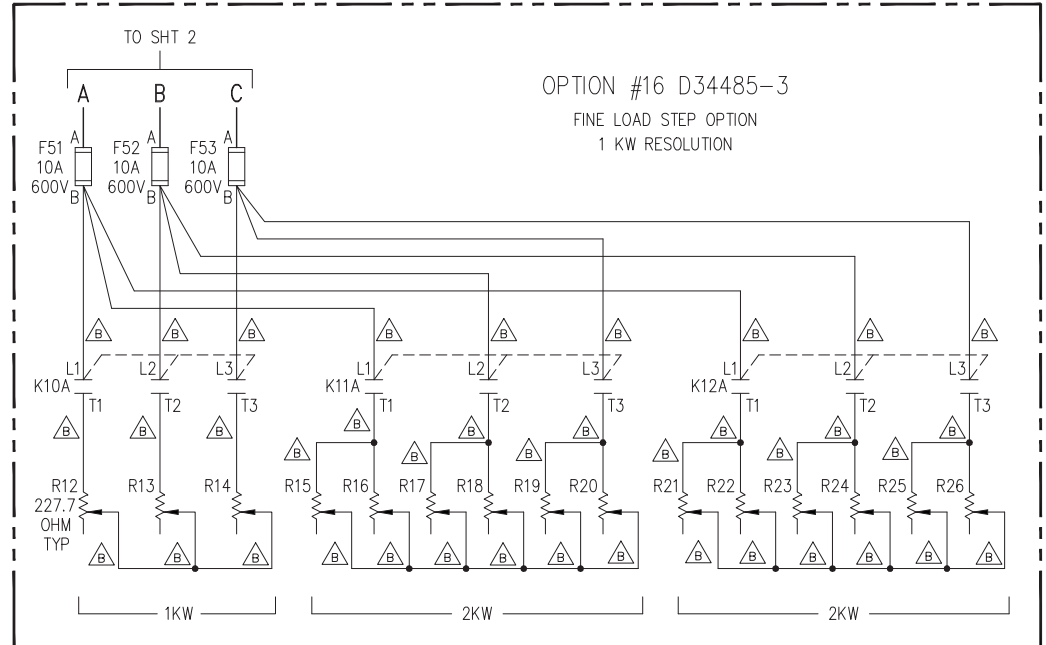 TO SHT 2
A B C
OPTION #16 D34485-3
FINE LOAD STEP OPTION
1 KW RESOLUTION
A A A
F51 F52 F53
10A 10A 10A
600V 600V 600V
B B B
B B B B B B B B B
L1 L2 L3 L1 L2 L3 L1 L2 L3
K10A K11A K12A
T1 T2 T3 T1 T2 T3 T1 T2 T3
B B B B B B B B B
B B B B B B
R12 R13 R14 R15 R16 R17 R18 R19 R20 R21 R22 R23 R24 R25 R26
227.7
OHM
TYP
B B B B B B B B B B B B B B B
1KW 2KW 2KW